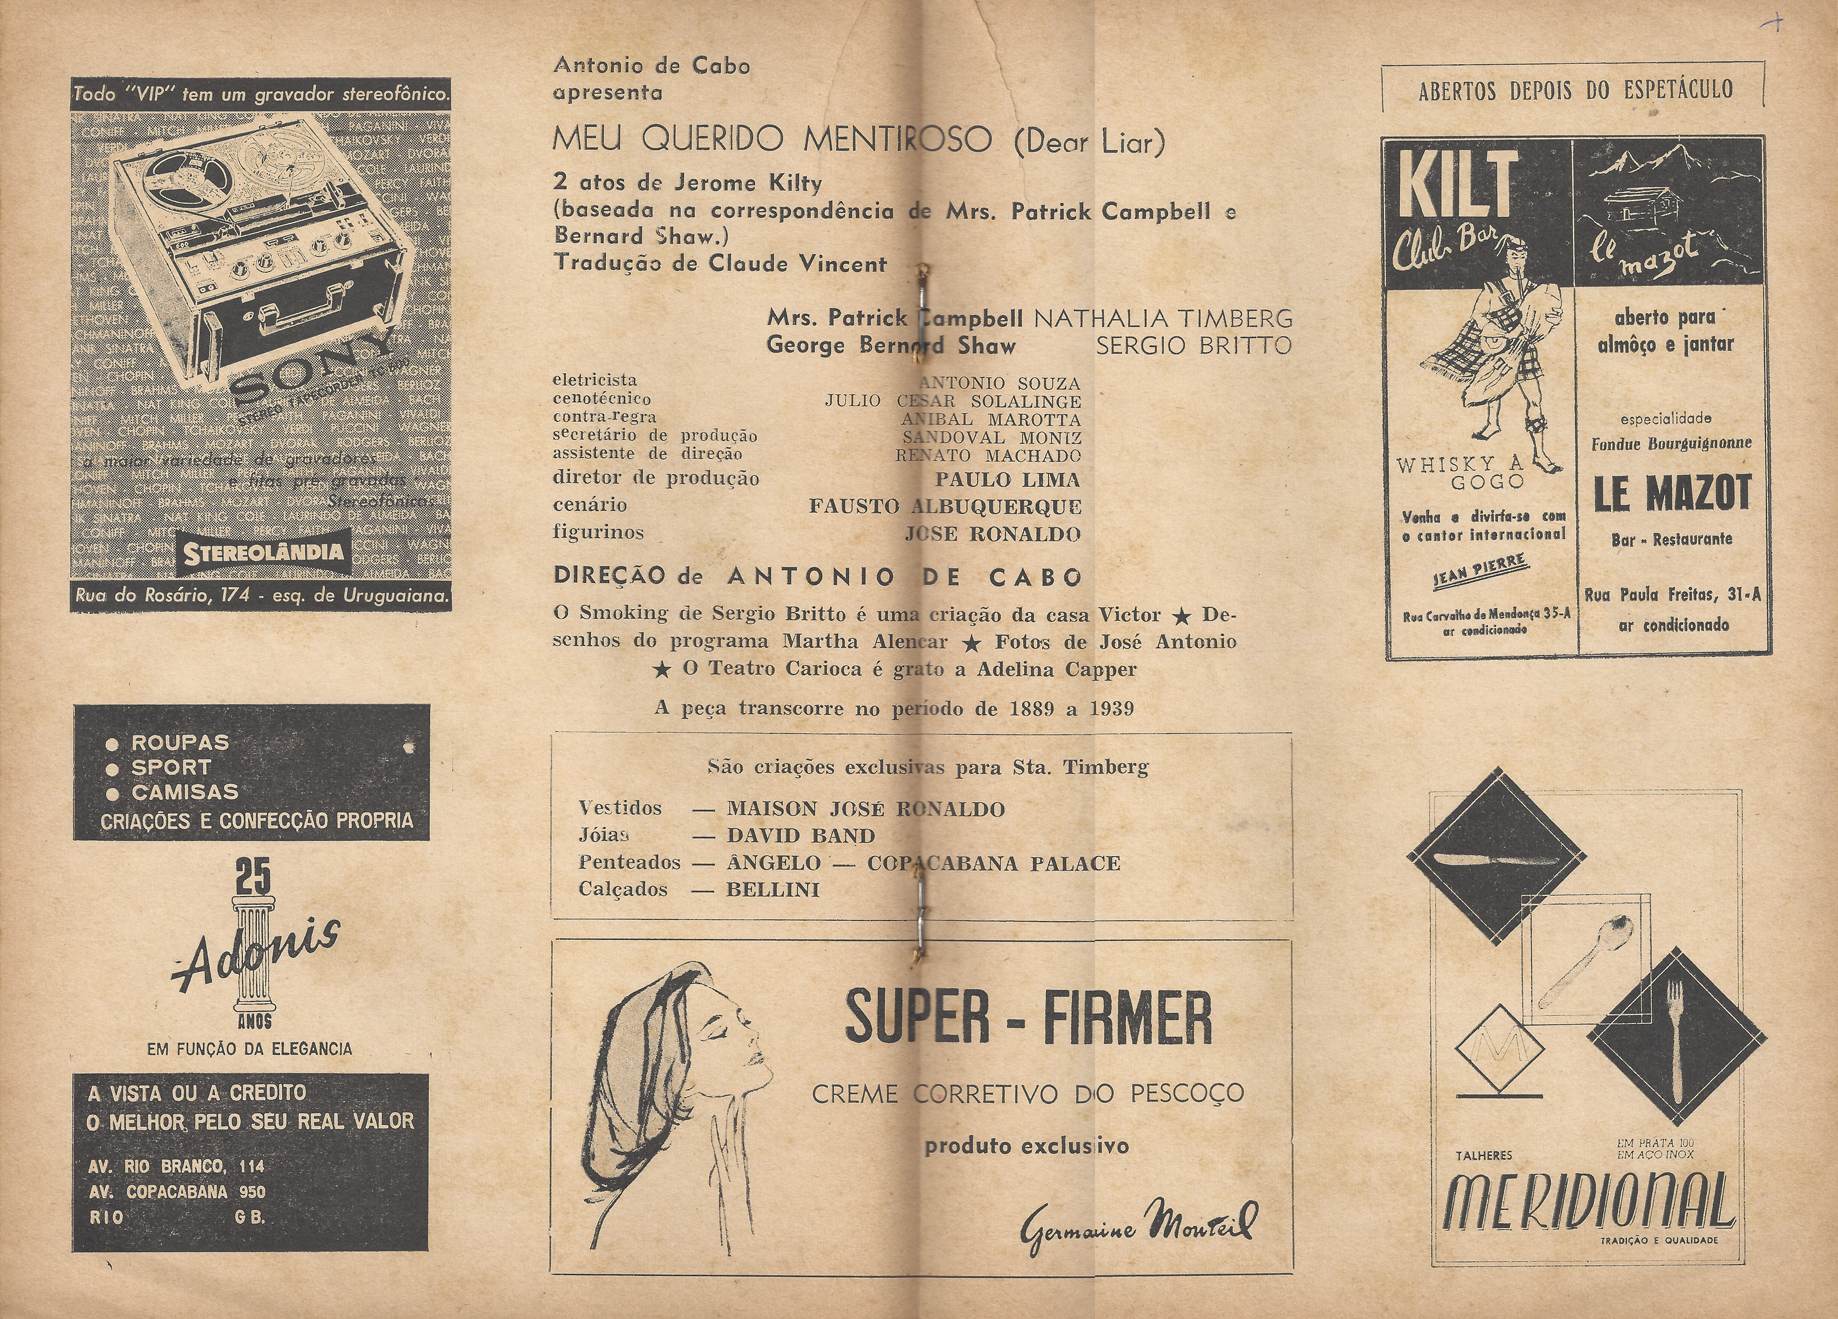 Todo "VIP" tem um gravador stereofônico.
SONY
STEREO TAPECORDER TC 500
a maior variedade de gravadores
e fitas pré-gravadas
Stereofônicas.
STEREOLÂNDIA
Rua do Rosário, 174 - esq. de Uruguaiana.
● ROUPAS
● SPORT
● CAMISAS
CRIAÇÕES E CONFECÇÃO PROPRIA
25
Adonis
ANOS
EM FUNÇÃO DA ELEGANCIA
A VISTA OU A CREDITO
O MELHOR PELO SEU REAL VALOR
AV. RIO BRANCO, 114
AV. COPACABANA 950
RIO GB.
Antonio de Cabo
apresenta
MEU QUERIDO MENTIROSO (Dear Liar)
2 atos de Jerome Kilty
(baseada na correspondência de Mrs. Patrick Campbell e
Bernard Shaw.)
Tradução de Claude Vincent
Mrs. Patrick Campbell NATHALIA TIMBERG
George Bernard Shaw SERGIO BRITTO
eletricista ANTONIO SOUZA
cenotécnico JULIO CESAR SOLALINGE
contra-regra ANIBAL MAROTTA
secretário de produção SANDOVAL MONIZ
assistente de direção RENATO MACHADO
diretor de produção PAULO LIMA
cenário FAUSTO ALBUQUERQUE
figurinos JOSE RONALDO
DIREÇÃO de ANTONIO DE CABO
O Smoking de Sergio Britto é uma criação da casa Victor ★ De-
senhos do programa Martha Alencar ★ Fotos de José Antonio
★ O Teatro Carioca é grato a Adelina Capper
A peça transcorre no período de 1889 a 1939
São criações exclusivas para Sta. Timberg
Vestidos — MAISON JOSÉ RONALDO
Jóias — DAVID BAND
Penteados — ÂNGELO — COPACABANA PALACE
Calçados — BELLINI
SUPER - FIRMER
CREME CORRETIVO DO PESCOÇO
produto exclusivo
Germaine Monteil
ABERTOS DEPOIS DO ESPETÁCULO
KILT
Club Bar
WHISKY A
GOGO
Venha e divirta-se com
o cantor internacional
JEAN PIERRE
Rua Carvalho de Mendonça 35-A
ar condicionado
le mazot
aberto para
almôço e jantar
especialidade
Fondue Bourguignonne
LE MAZOT
Bar - Restaurante
Rua Paula Freitas, 31-A
ar condicionado
M
EM PRATA 100
EM AÇO INOX
TALHERES
MERIDIONAL
TRADIÇÃO E QUALIDADE